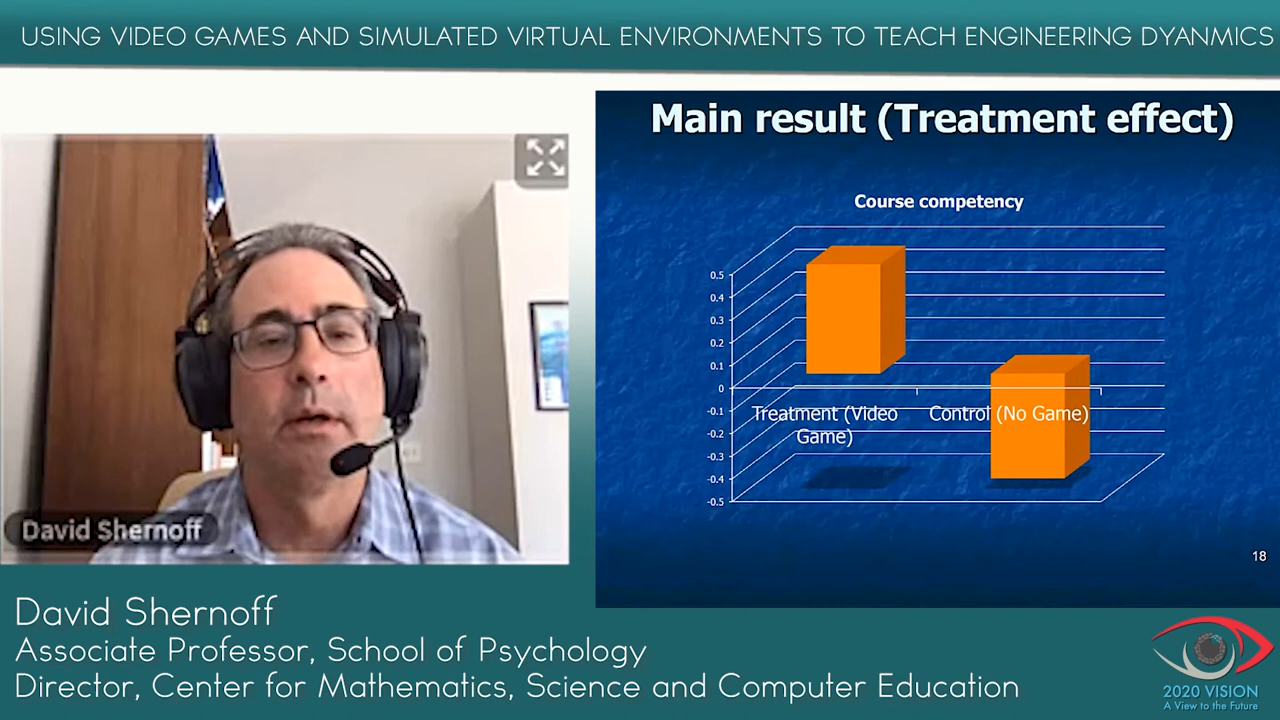 USING VIDEO GAMES AND SIMULATED VIRTUAL ENVIRONMENTS TO TEACH ENGINEERING DYANMICS
Main result (Treatment effect)
Course competency
0.5
0.4
0.3
0.2
0.1
0
-0.1
-0.2
-0.3
-0.4
-0.5
Treatment (Video
Game)
Control (No Game)
18
David Shernoff
David Shernoff
Associate Professor, School of Psychology
Director, Center for Mathematics, Science and Computer Education
2020 VISION
A View to the Future